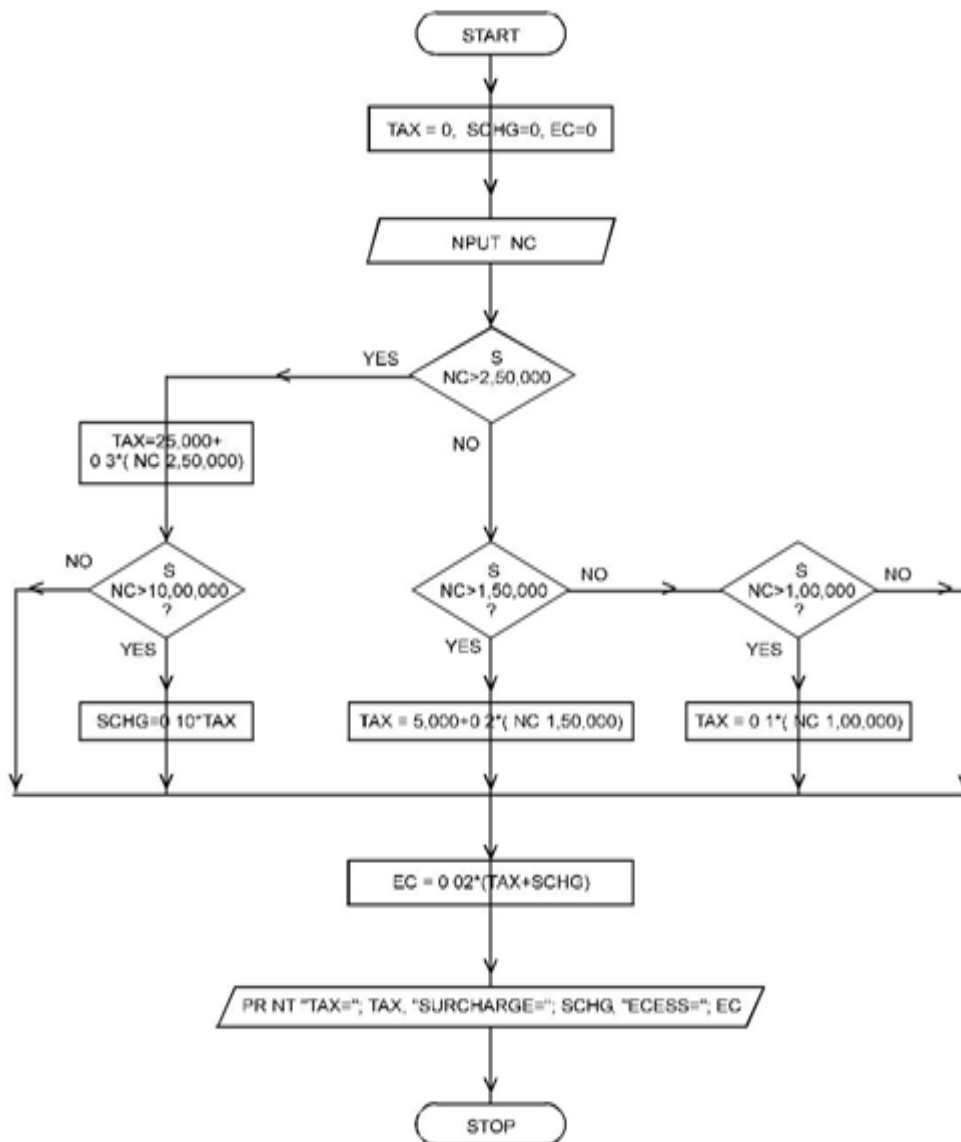 START
TAX = 0, SCHG=0, EC=0
NPUT NC
S
NC>2,50,000
YES
NO
TAX=25,000+
0 3*( NC 2,50,000)
S
NC>10,00,000
?
NO
YES
S
NC>1,50,000
?
NO
YES
S
NC>1,00,000
?
NO
YES
SCHG=0 10*TAX
TAX = 5,000+0 2*( NC 1,50,000)
TAX = 0 1*( NC 1,00,000)
EC = 0 02*(TAX+SCHG)
PR NT "TAX="; TAX, "SURCHARGE="; SCHG, "ECESS="; EC
STOP